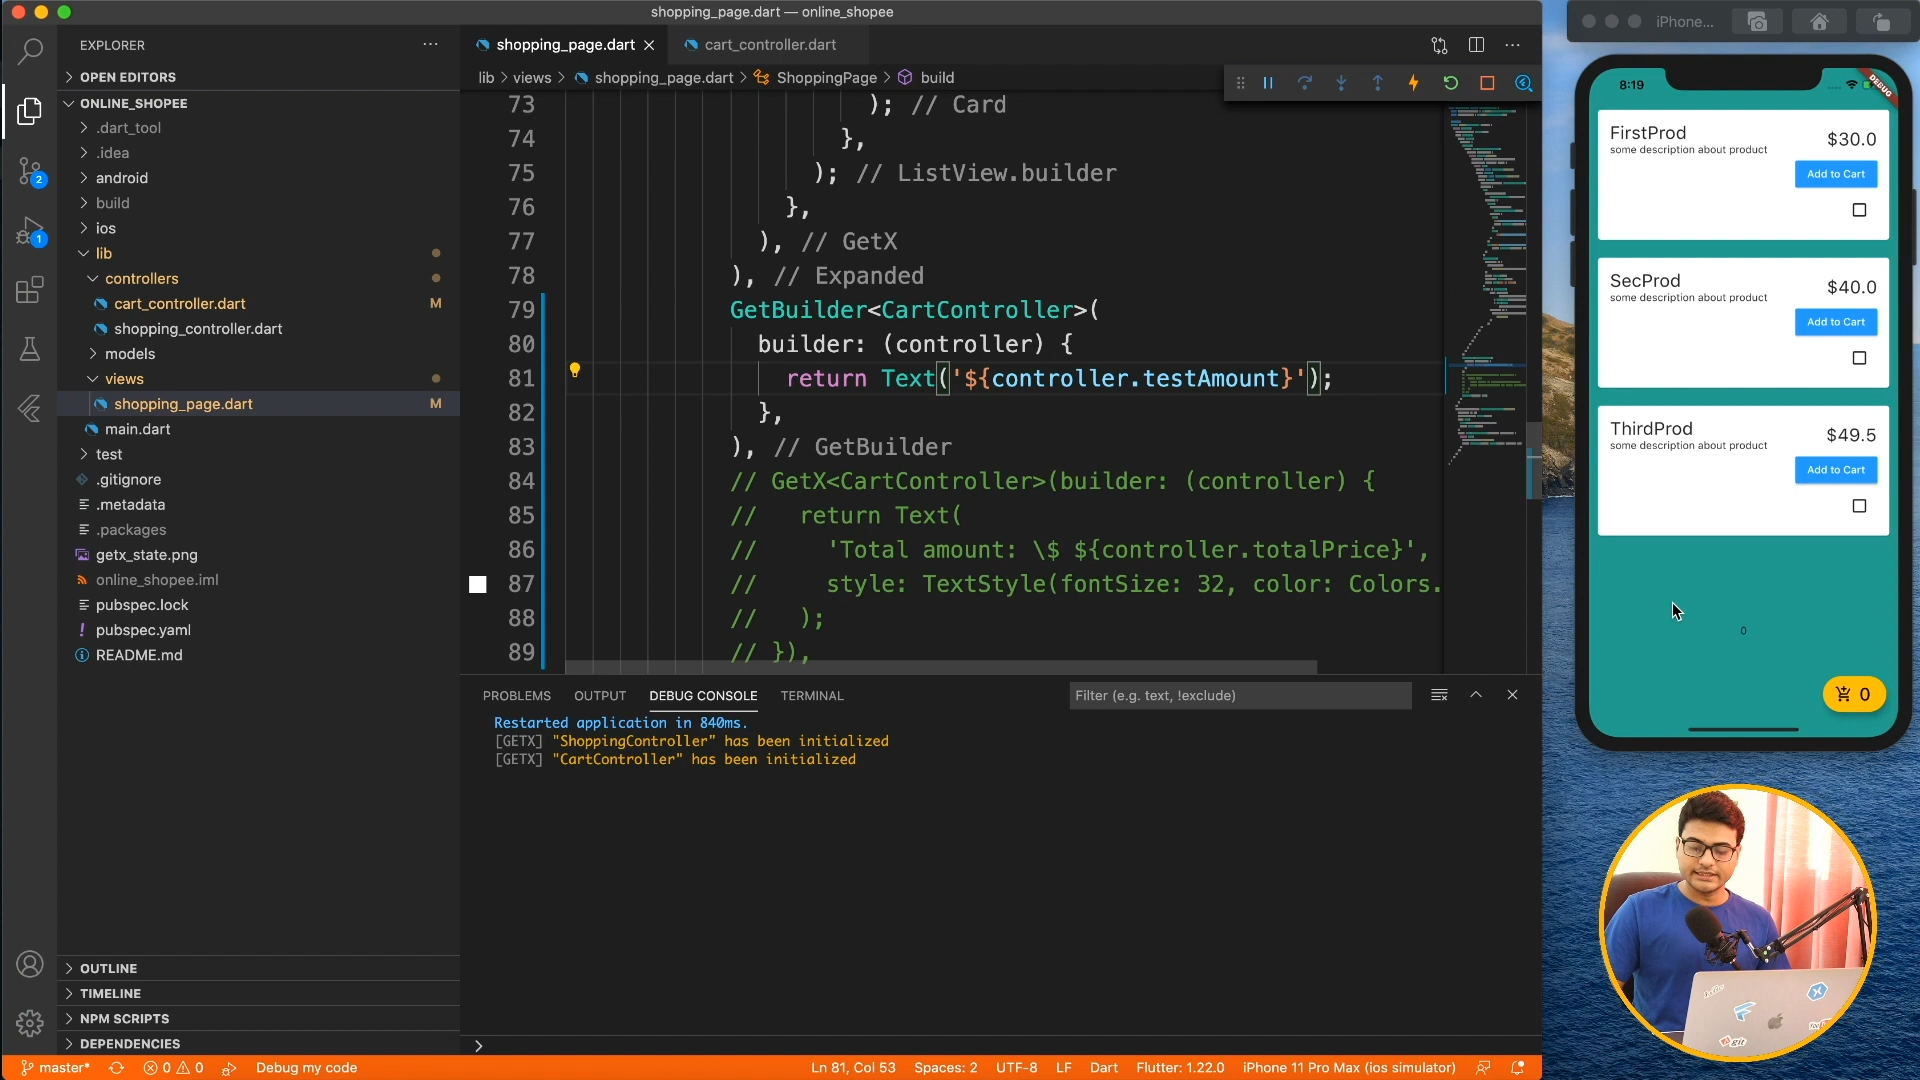 shopping_page.dart — online_shopee
EXPLORER
OPEN EDITORS
ONLINE_SHOPEE
.dart_tool
.idea
android
build
ios
lib
controllers
cart_controller.dart M
shopping_controller.dart
models
views
shopping_page.dart M
main.dart
test
.gitignore
.metadata
.packages
getx_state.png
online_shopee.iml
pubspec.lock
pubspec.yaml
README.md
OUTLINE
TIMELINE
NPM SCRIPTS
DEPENDENCIES
2
1
shopping_page.dart
cart_controller.dart
lib > views > shopping_page.dart > ShoppingPage > build
73 ); // Card
74 },
75 ); // ListView.builder
76 },
77 ), // GetX
78 ), // Expanded
79 GetBuilder<CartController>(
80 builder: (controller) {
81 return Text('${controller.testAmount}');
82 },
83 ), // GetBuilder
84 // GetX<CartController>(builder: (controller) {
85 // return Text(
86 // 'Total amount: \$ ${controller.totalPrice}',
87 // style: TextStyle(fontSize: 32, color: Colors.
88 // );
89 // }),
PROBLEMS OUTPUT DEBUG CONSOLE TERMINAL
Filter (e.g. text, !exclude)
Restarted application in 840ms.
[GETX] "ShoppingController" has been initialized
[GETX] "CartController" has been initialized
master* 0 0 Debug my code
Ln 81, Col 53 Spaces: 2 UTF-8 LF Dart Flutter: 1.22.0 iPhone 11 Pro Max (ios simulator)
iPhone...
8:19
DEBUG
FirstProd
some description about product
$30.0
Add to Cart
SecProd
some description about product
$40.0
Add to Cart
ThirdProd
some description about product
$49.5
Add to Cart
0
0
git